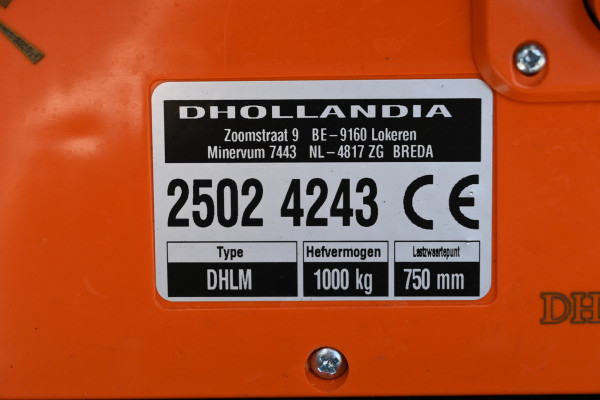 DHOLLANDIA
Zoomstraat 9 BE-9160 Lokeren
Minervum 7443 NL-4817 ZG BREDA
2502 4243 CE
Type Hefvermogen Lastzwaartepunt
DHLM 1000 kg 750 mm
DH